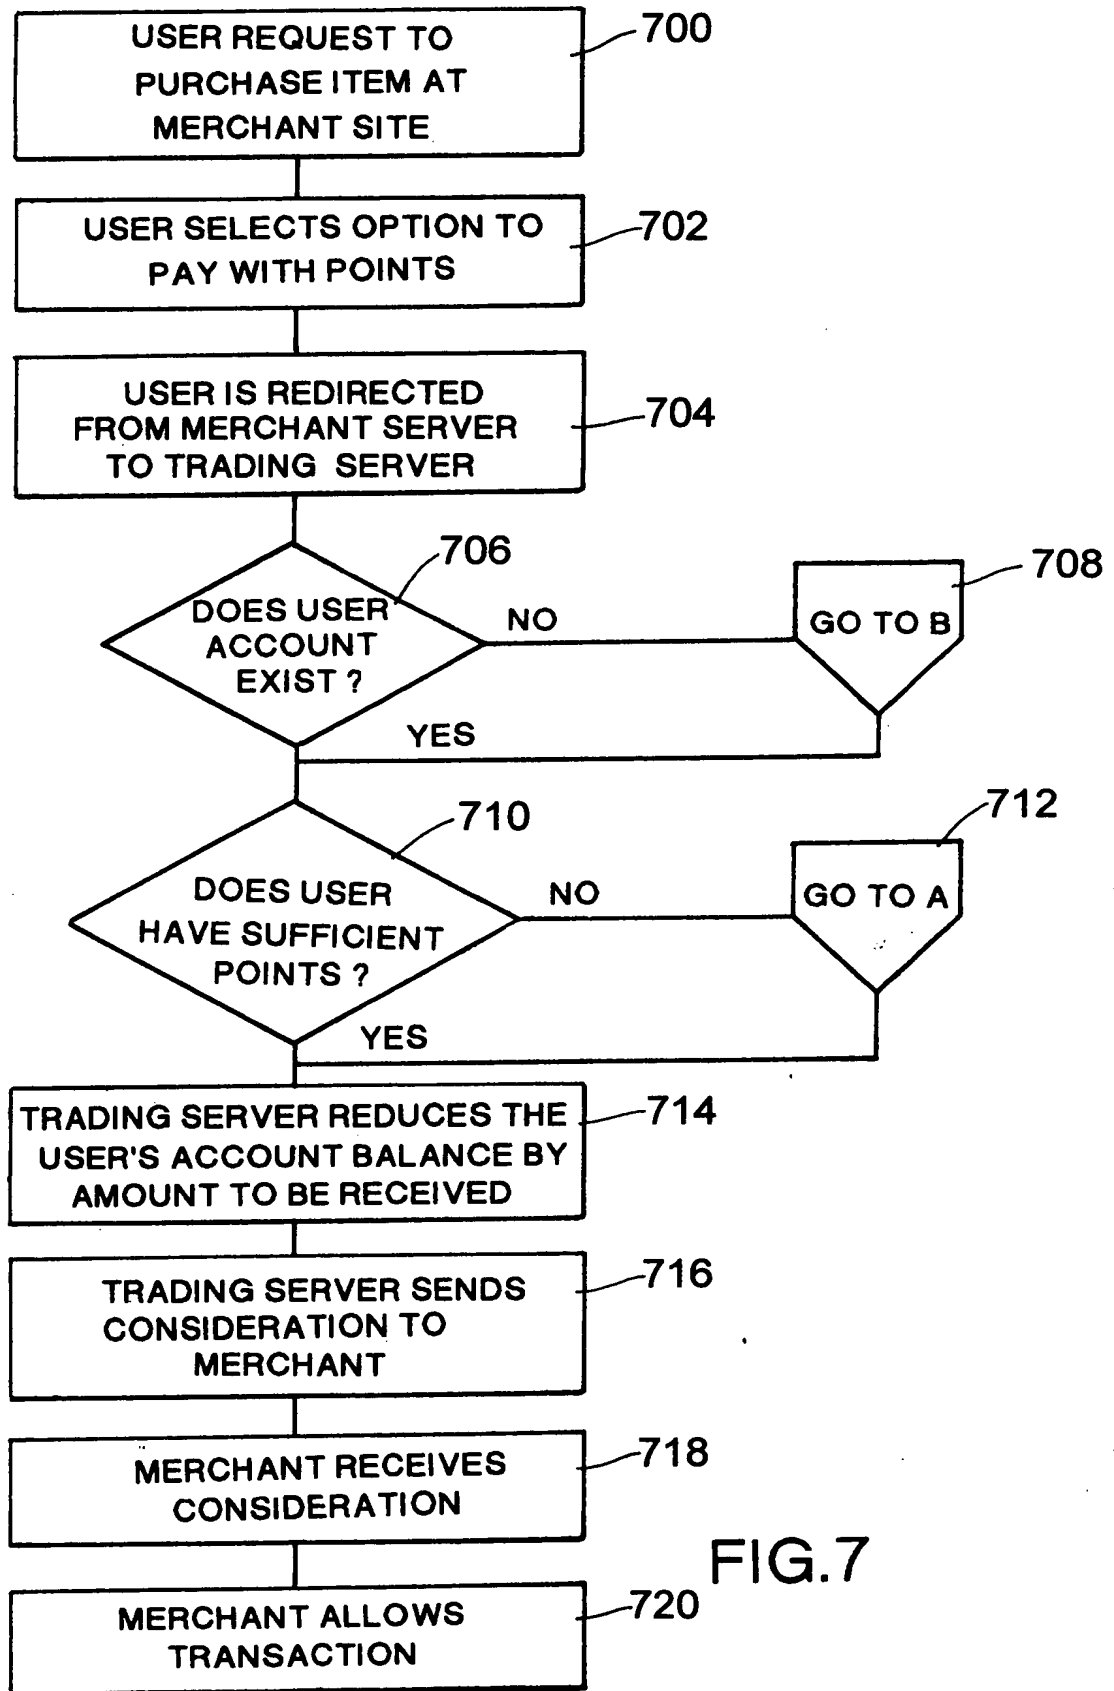 USER REQUEST TO
PURCHASE ITEM AT
MERCHANT SITE
700
USER SELECTS OPTION TO
PAY WITH POINTS
702
USER IS REDIRECTED
FROM MERCHANT SERVER
TO TRADING SERVER
704
706
DOES USER
ACCOUNT
EXIST ?
NO
708
GO TO B
YES
710
DOES USER
HAVE SUFFICIENT
POINTS ?
NO
712
GO TO A
YES
TRADING SERVER REDUCES THE
USER'S ACCOUNT BALANCE BY
AMOUNT TO BE RECEIVED
714
TRADING SERVER SENDS
CONSIDERATION TO
MERCHANT
716
MERCHANT RECEIVES
CONSIDERATION
718
MERCHANT ALLOWS
TRANSACTION
720
FIG.7